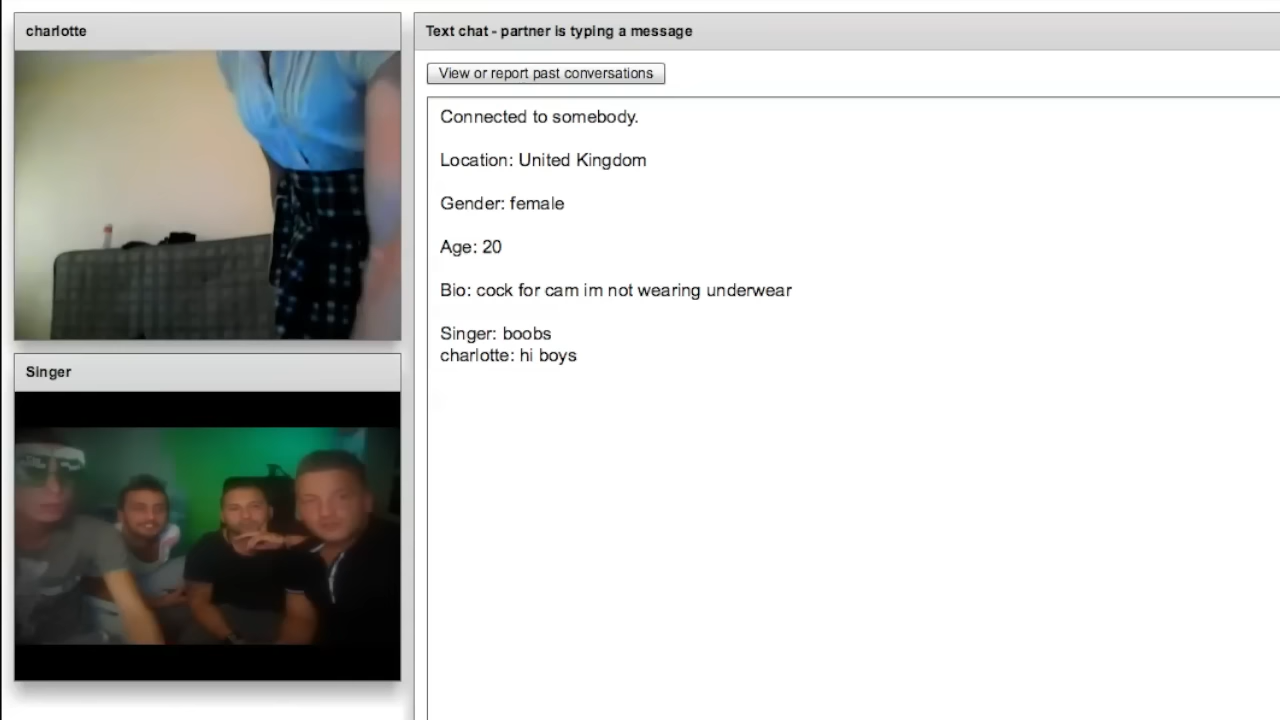 charlotte
Text chat - partner is typing a message
View or report past conversations
Connected to somebody.
Location: United Kingdom
Gender: female
Age: 20
Bio: cock for cam im not wearing underwear
Singer: boobs
charlotte: hi boys
Singer